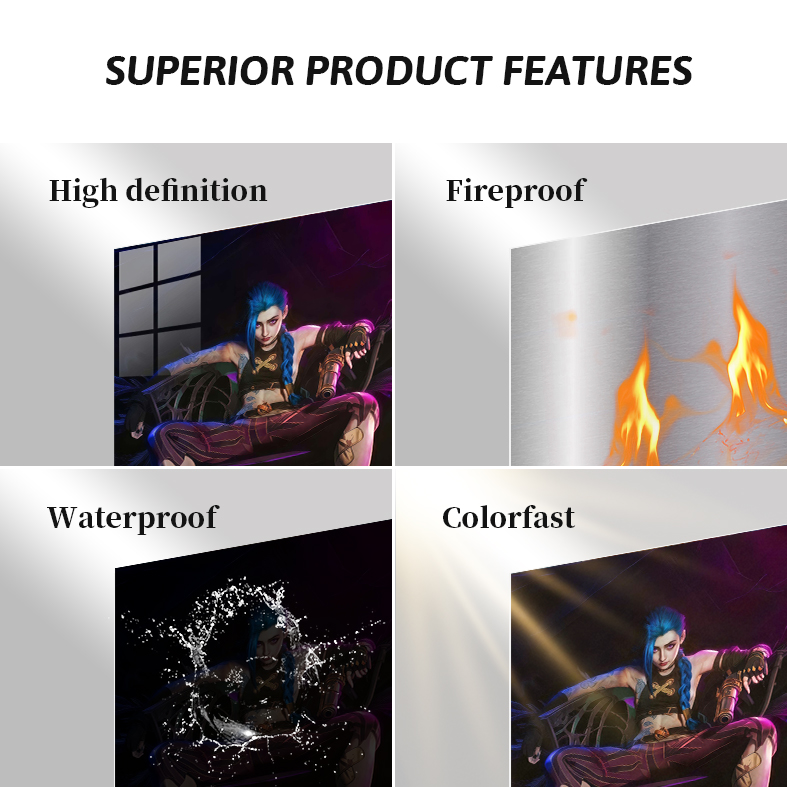 SUPERIOR PRODUCT FEATURES
High definition
Fireproof
Waterproof
Colorfast